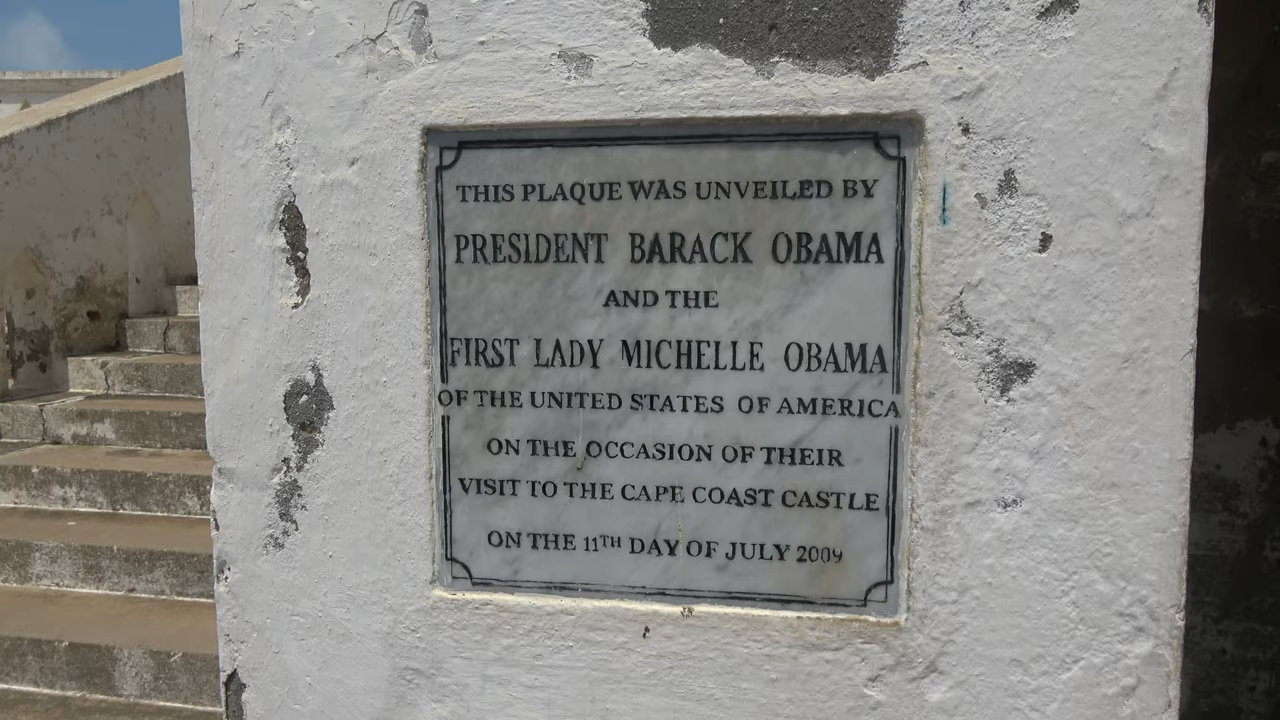 THIS PLAQUE WAS UNVEILED BY
PRESIDENT BARACK OBAMA
AND THE
FIRST LADY MICHELLE OBAMA
OF THE UNITED STATES OF AMERICA
ON THE OCCASION OF THEIR
VISIT TO THE CAPE COAST CASTLE
ON THE 11TH DAY OF JULY 2009